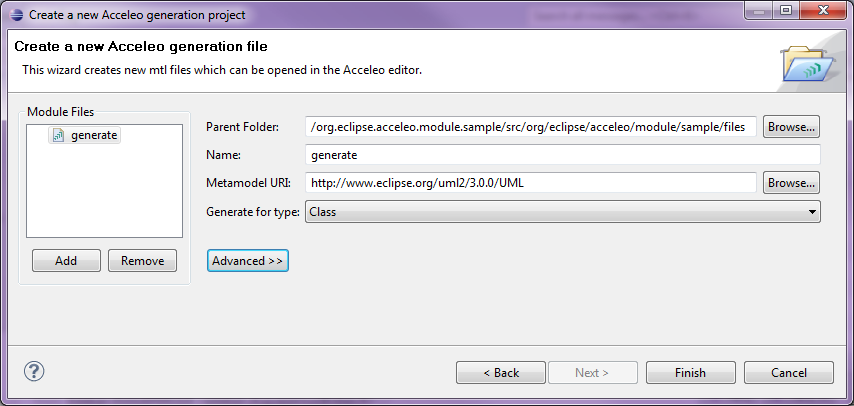 Create a new Acceleo generation project
Create a new Acceleo generation file
This wizard creates new mtl files which can be opened in the Acceleo editor.
Module Files
generate
Add
Remove
Parent Folder:
/org.eclipse.acceleo.module.sample/src/org/eclipse/acceleo/module/sample/files
Browse...
Name:
generate
Metamodel URI:
http://www.eclipse.org/uml2/3.0.0/UML
Browse...
Generate for type:
Class
Advanced >>
?
< Back
Next >
Finish
Cancel